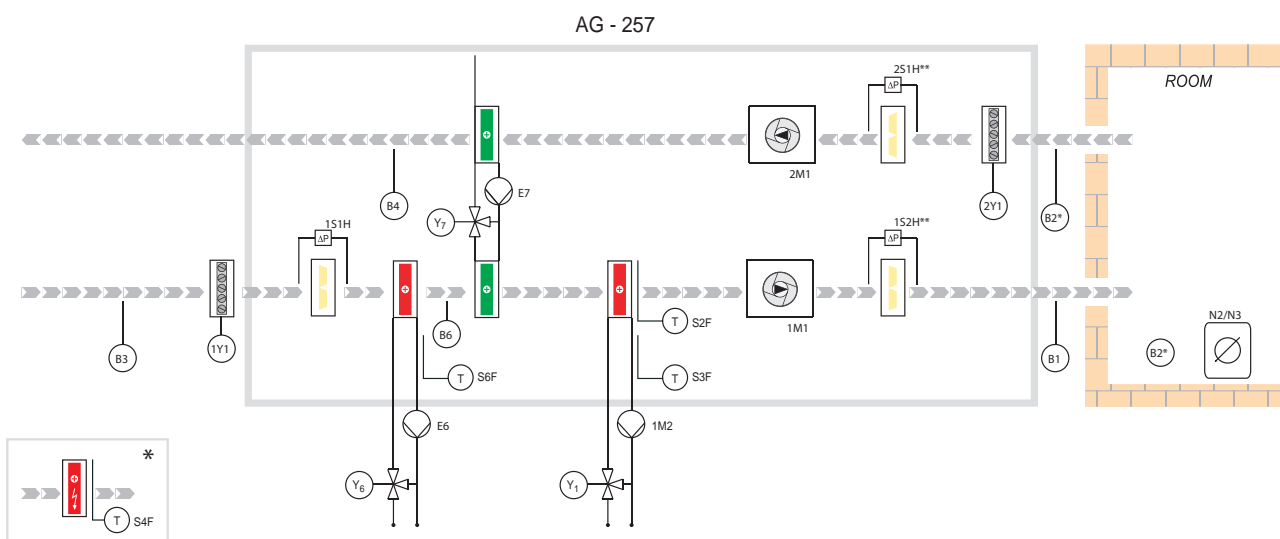 AG - 257
2S1H**
ΔP
ROOM
2M1
B4
E7
2Y1
B2*
Y7
1S1H
ΔP
1S2H**
ΔP
B3
1Y1
B6
T S2F
1M1
B1
N2/N3
B2*
T S6F
T S3F
E6
1M2
*
Y6
Y1
T S4F